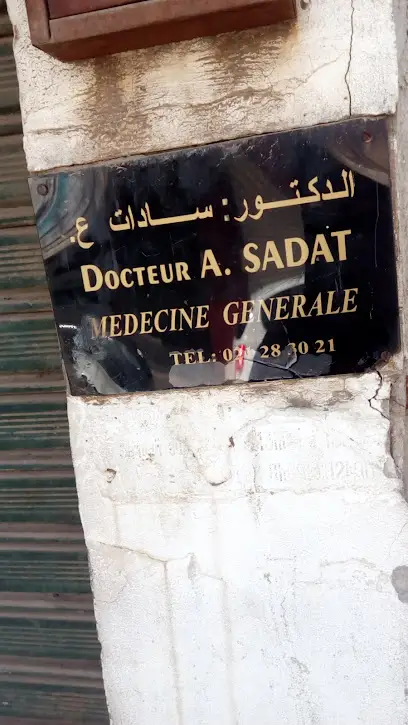 الدكتور: سادات ع.
DOCTEUR A. SADAT
MEDECINE GENERALE
TEL: 28 30 21